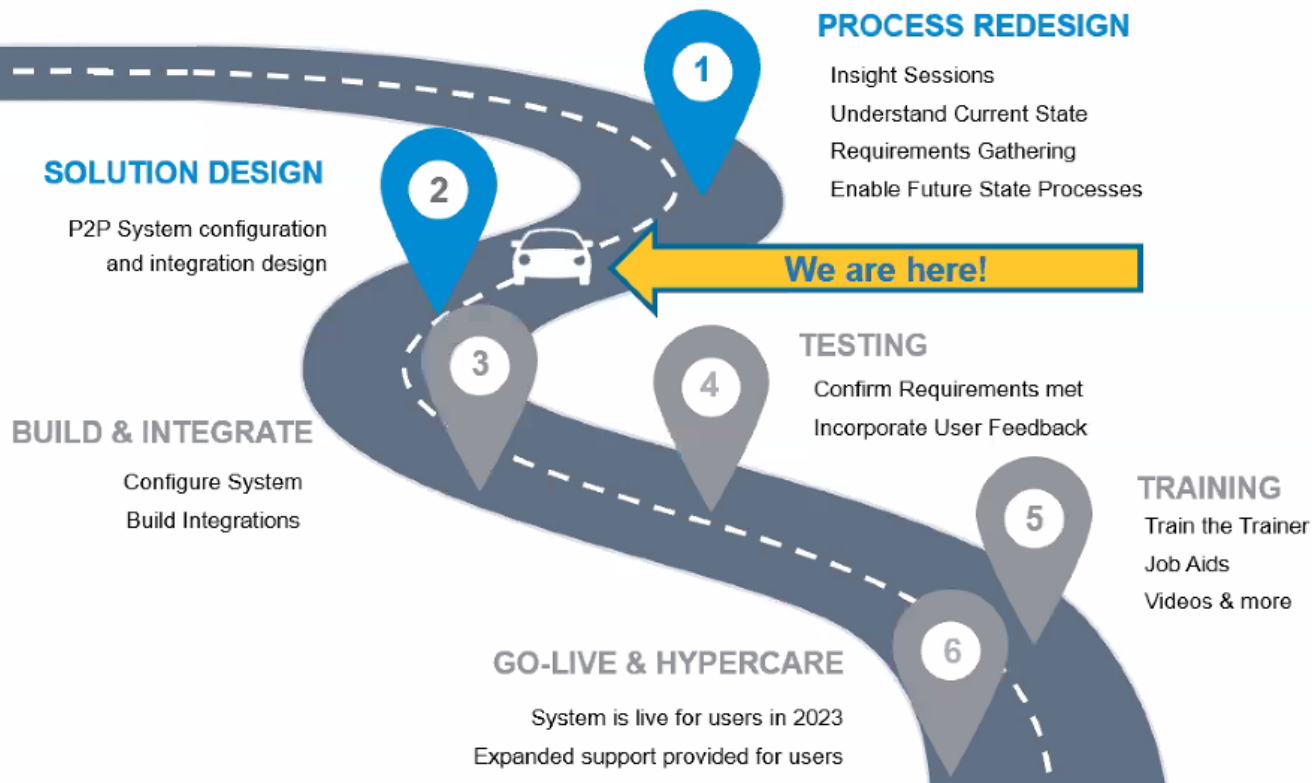 1
PROCESS REDESIGN
Insight Sessions
Understand Current State
Requirements Gathering
Enable Future State Processes
2
SOLUTION DESIGN
P2P System configuration
and integration design
We are here!
3
BUILD & INTEGRATE
Configure System
Build Integrations
4
TESTING
Confirm Requirements met
Incorporate User Feedback
5
TRAINING
Train the Trainer
Job Aids
Videos & more
6
GO-LIVE & HYPERCARE
System is live for users in 2023
Expanded support provided for users